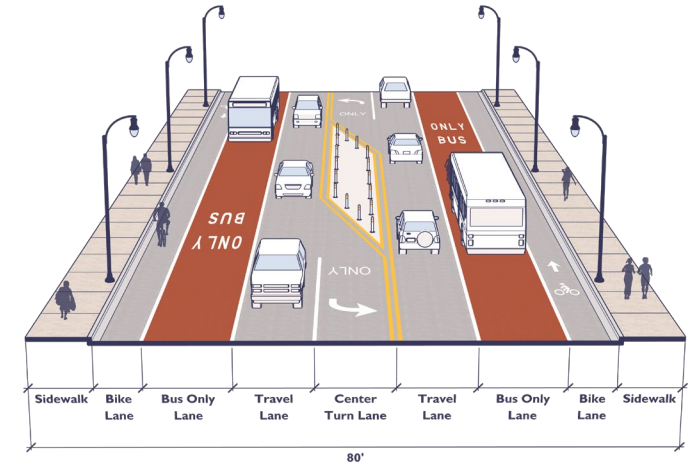 ONLY
ONLY
BUS
BUS
ONLY
ONLY
Sidewalk
Bike
Lane
Bus Only
Lane
Travel
Lane
Center
Turn Lane
Travel
Lane
Bus Only
Lane
Bike
Lane
Sidewalk
80'